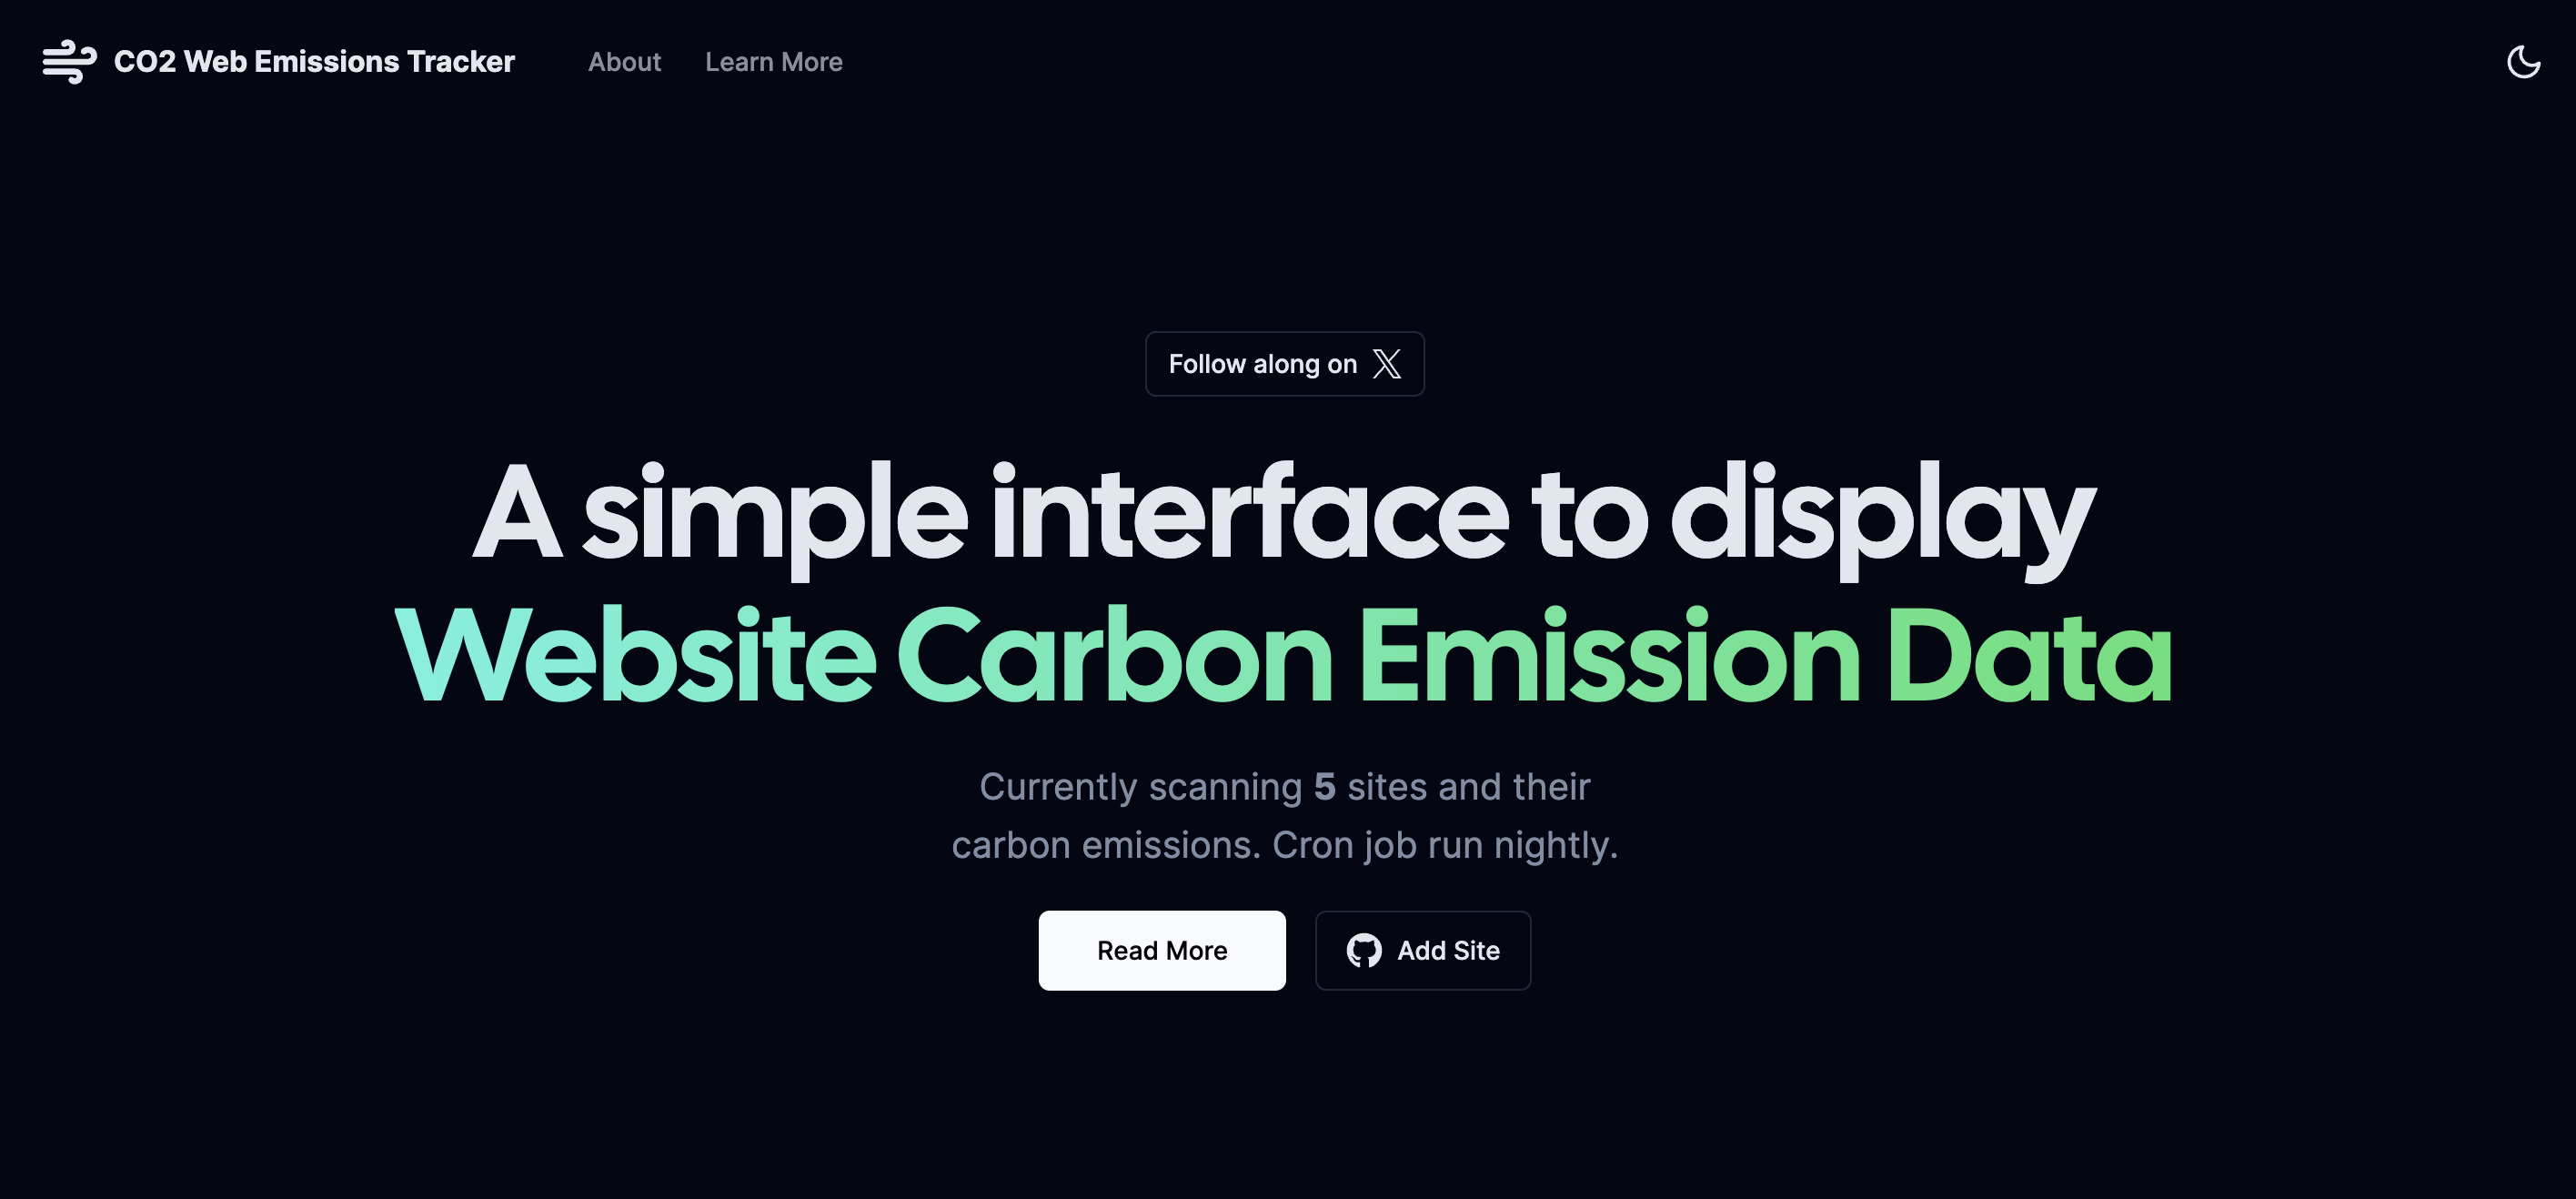 CO2 Web Emissions Tracker
About
Learn More
Follow along on X
A simple interface to display
Website Carbon Emission Data
Currently scanning 5 sites and their
carbon emissions. Cron job run nightly.
Read More
Add Site